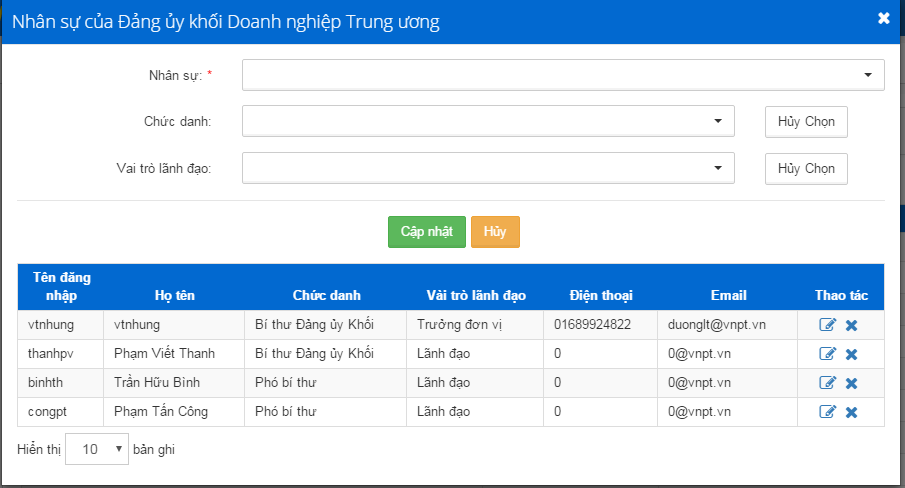 Nhân sự của Đảng ủy khối Doanh nghiệp Trung ương
Nhân sự: *
Chức danh:
Hủy Chọn
Vai trò lãnh đạo:
Hủy Chọn
Cập nhật Hủy
Tên đăng nhập Họ tên Chức danh Vài trò lãnh đạo Điện thoại Email Thao tác
vtnhung vtnhung Bí thư Đảng ủy Khối Trưởng đơn vị 01689924822 duonglt@vnpt.vn
thanhpv Phạm Viết Thanh Bí thư Đảng ủy Khối Lãnh đạo 0 0@vnpt.vn
binhth Trần Hữu Bình Phó bí thư Lãnh đạo 0 0@vnpt.vn
congpt Phạm Tấn Công Phó bí thư Lãnh đạo 0 0@vnpt.vn
Hiển thị 10 bản ghi